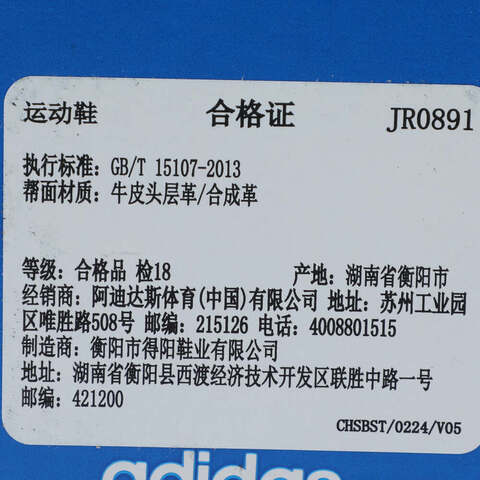 运动鞋 合格证 JR0891
执行标准: GB/T 15107-2013
帮面材质: 牛皮头层革/合成革
等级: 合格品 检18 产地: 湖南省衡阳市
经销商: 阿迪达斯体育(中国)有限公司 地址: 苏州工业园
区唯胜路508号 邮编: 215126 电话: 4008801515
制造商: 衡阳市得阳鞋业有限公司
地址: 湖南省衡阳县西渡经济技术开发区联胜中路一号
邮编: 421200
CHSBST/0224/V05
adidas